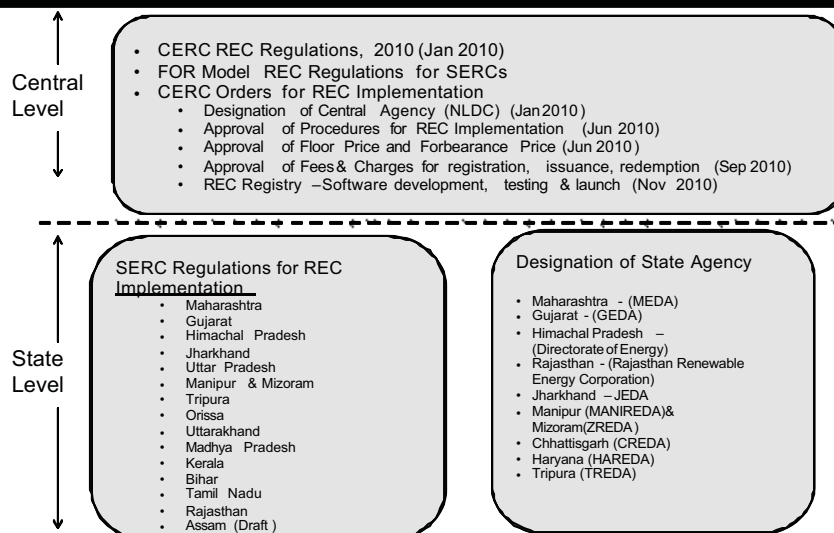 Central
Level
• CERC REC Regulations, 2010 (Jan 2010)
• FOR Model REC Regulations for SERCs
• CERC Orders for REC Implementation
• Designation of Central Agency (NLDC) (Jan 2010)
• Approval of Procedures for REC Implementation (Jun 2010)
• Approval of Floor Price and Forbearance Price (Jun 2010)
• Approval of Fees & Charges for registration, issuance, redemption (Sep 2010)
• REC Registry –Software development, testing & launch (Nov 2010)
State
Level
SERC Regulations for REC
Implementation
• Maharashtra
• Gujarat
• Himachal Pradesh
• Jharkhand
• Uttar Pradesh
• Manipur & Mizoram
• Tripura
• Orissa
• Uttarakhand
• Madhya Pradesh
• Kerala
• Bihar
• Tamil Nadu
• Rajasthan
• Assam (Draft )
Designation of State Agency
• Maharashtra - (MEDA)
• Gujarat - (GEDA)
• Himachal Pradesh –
(Directorate of Energy)
• Rajasthan - (Rajasthan Renewable
Energy Corporation)
• Jharkhand – JEDA
• Manipur (MANIREDA)&
• Mizoram(ZREDA )
• Chhattisgarh (CREDA)
• Haryana (HAREDA)
• Tripura (TREDA)